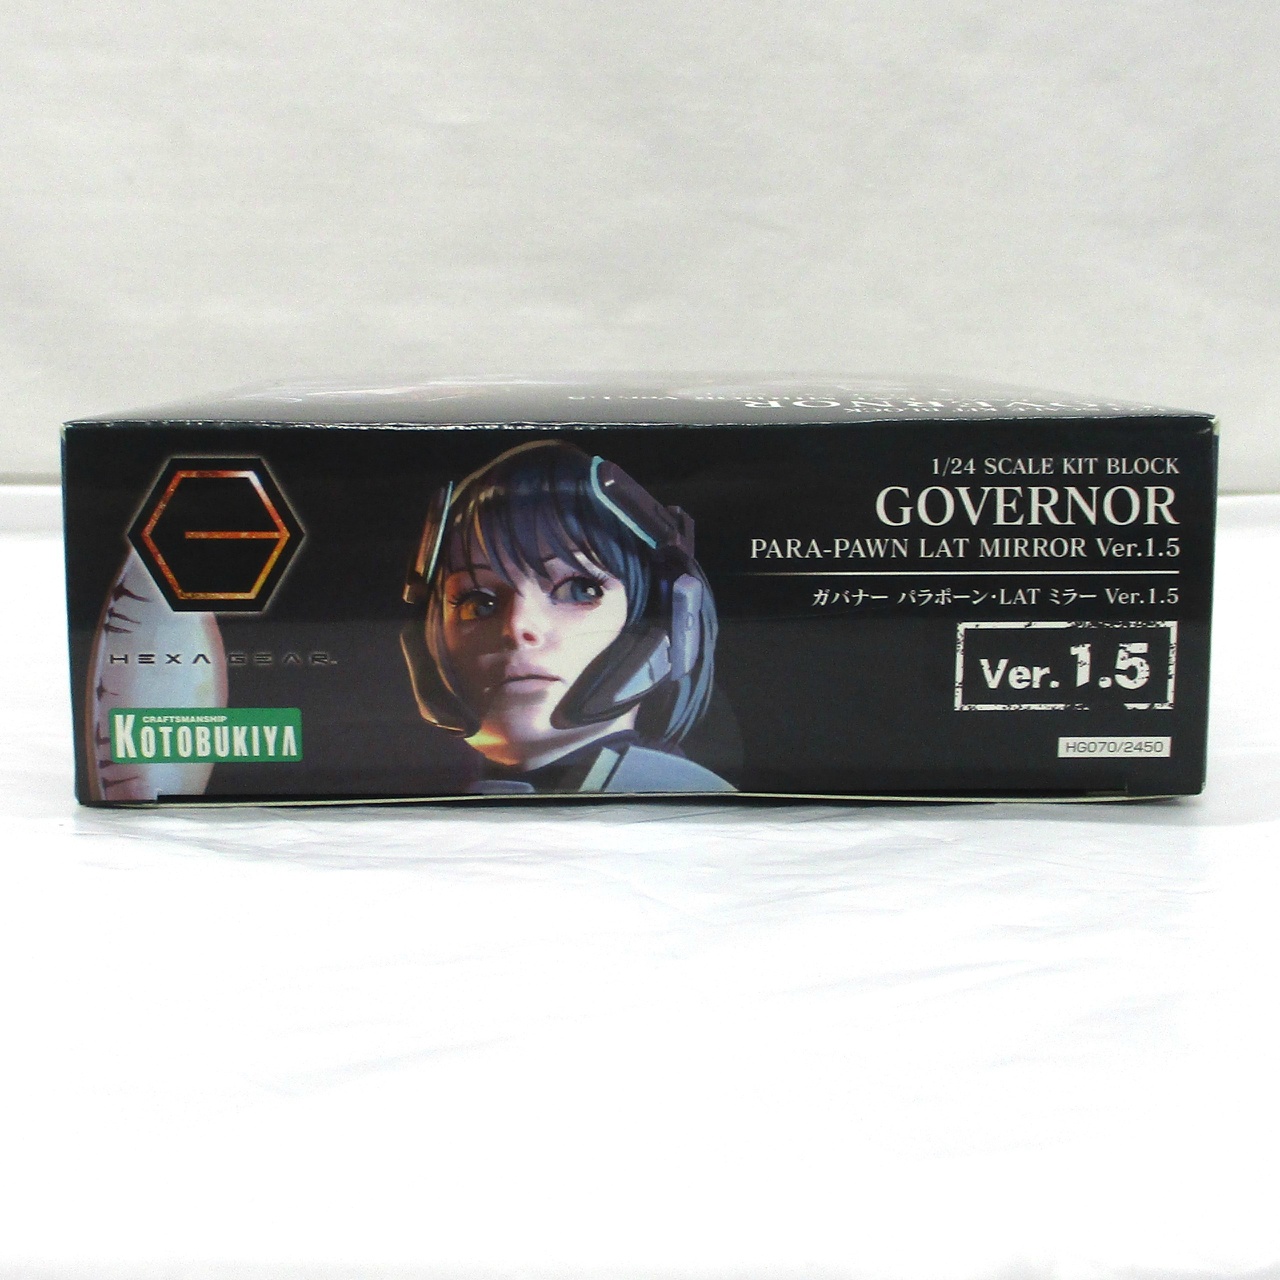 1/24 SCALE KIT BLOCK
GOVERNOR
PARA-PAWN LAT MIRROR Ver.1.5
ガバナー パラポーン・LAT ミラー Ver.1.5
Ver.1.5
HG070/2450
HEXA GEAR
CRAFTSMANSHIP
KOTOBUKIYA